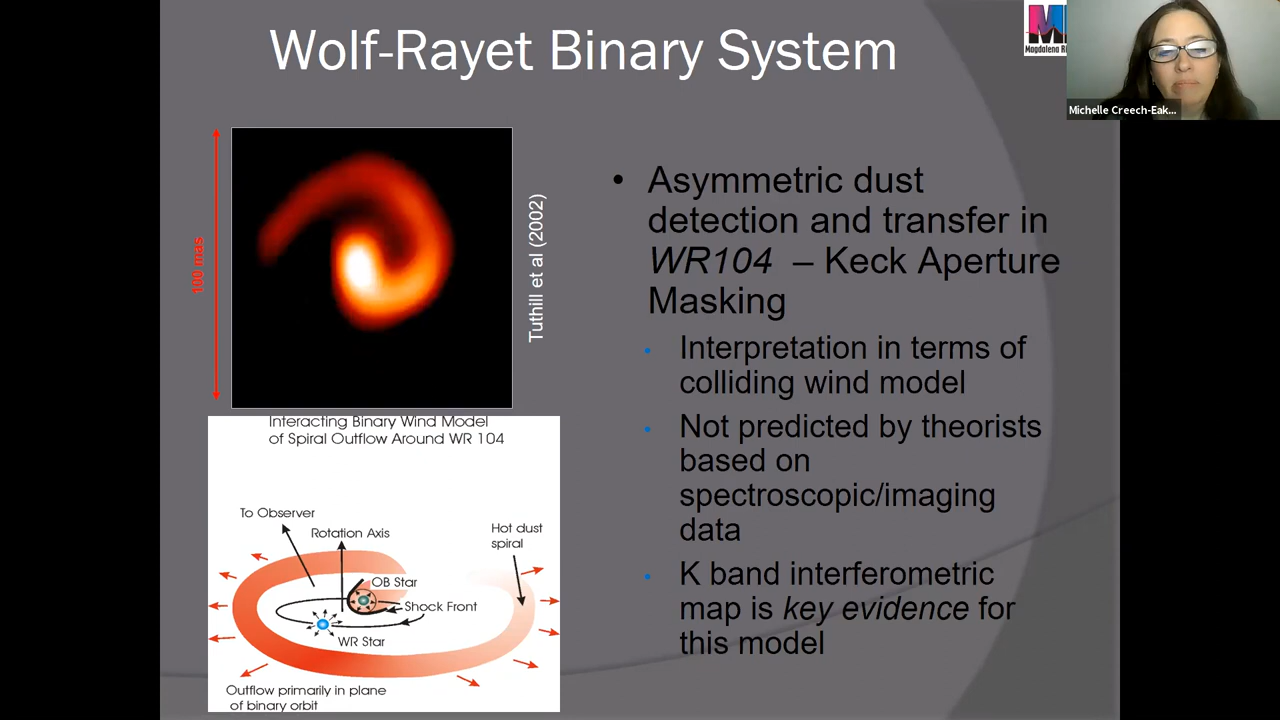 Wolf-Rayet Binary System
Magdalena
Michelle Creech-Eak...
100 mas
Tuthill et al (2002)
• Asymmetric dust
detection and transfer in
WR104 – Keck Aperture
Masking
• Interpretation in terms of
colliding wind model
• Not predicted by theorists
based on
spectroscopic/imaging
data
• K band interferometric
map is key evidence for
this model
Interacting Binary Wind Model
of Spiral Outflow Around WR 104
To Observer
Rotation Axis
Hot dust
spiral
OB Star
Shock Front
WR Star
Outflow primarily in plane
of binary orbit